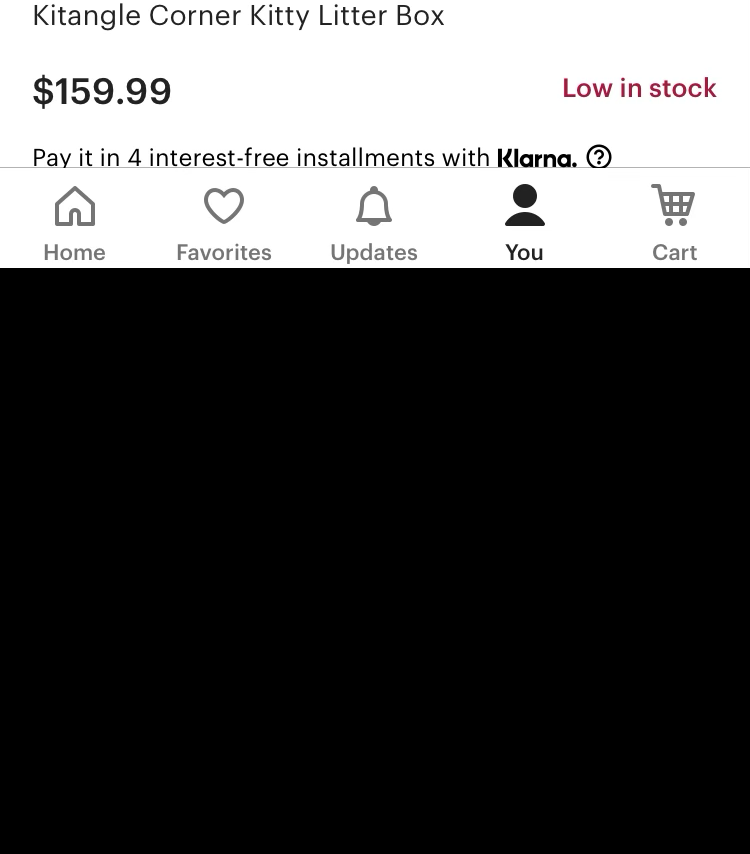 Kitangle Corner Kitty Litter Box
$159.99
Low in stock
Pay it in 4 interest-free installments with Klarna. ?
Home
Favorites
Updates
You
Cart